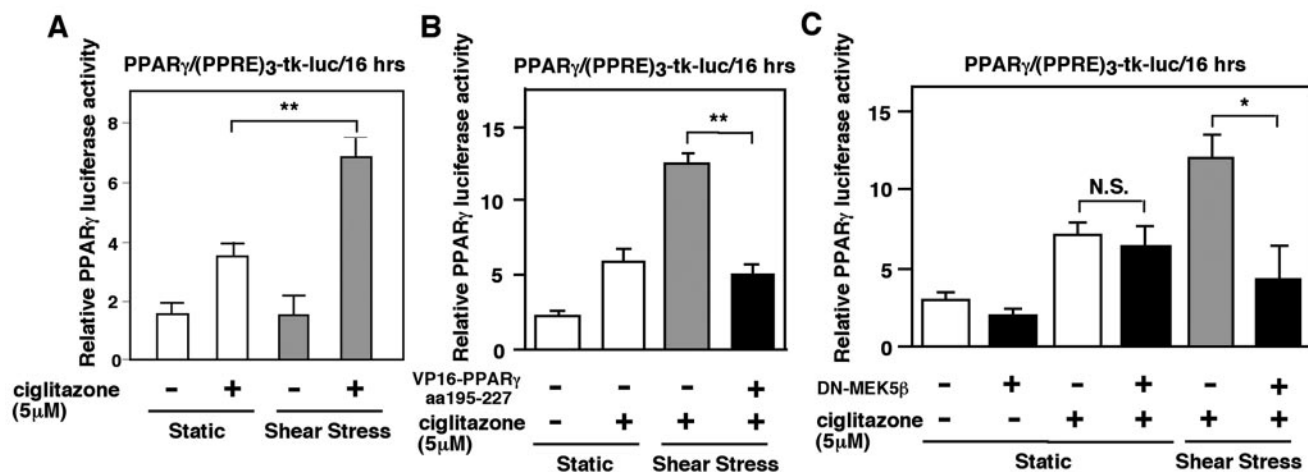 A
PPARγ/(PPRE)3-tk-luc/16 hrs
Relative PPARγ luciferase activity
8
6
4
2
0
**
ciglitazone
(5μM)
- + - +
Static Shear Stress
B
PPARγ/(PPRE)3-tk-luc/16 hrs
Relative PPARγ luciferase activity
15
10
5
0
**
VP16-PPARγ
aa195-227
- - - +
ciglitazone
(5μM)
- + + +
Static Shear Stress
C
PPARγ/(PPRE)3-tk-luc/16 hrs
Relative PPARγ luciferase activity
15
10
5
0
N.S.
*
DN-MEK5β
- + - + - +
ciglitazone
(5μM)
- - + + + +
Static Shear Stress